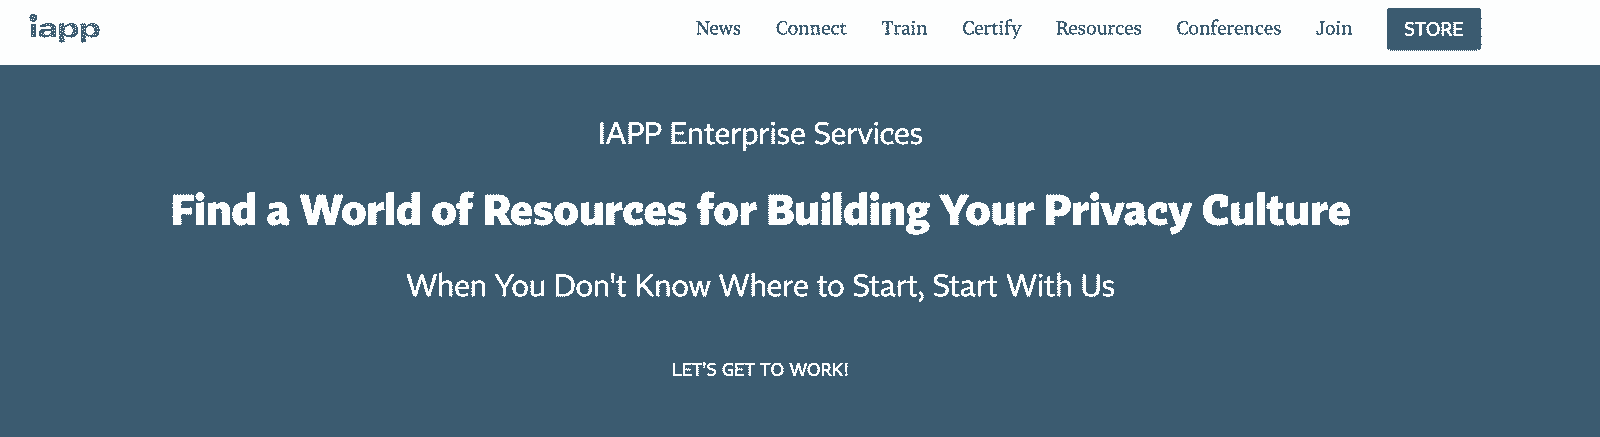 iapp News Connect Train Certify Resources Conferences Join STORE
IAPP Enterprise Services
Find a World of Resources for Building Your Privacy Culture
When You Don't Know Where to Start, Start With Us
LET'S GET TO WORK!